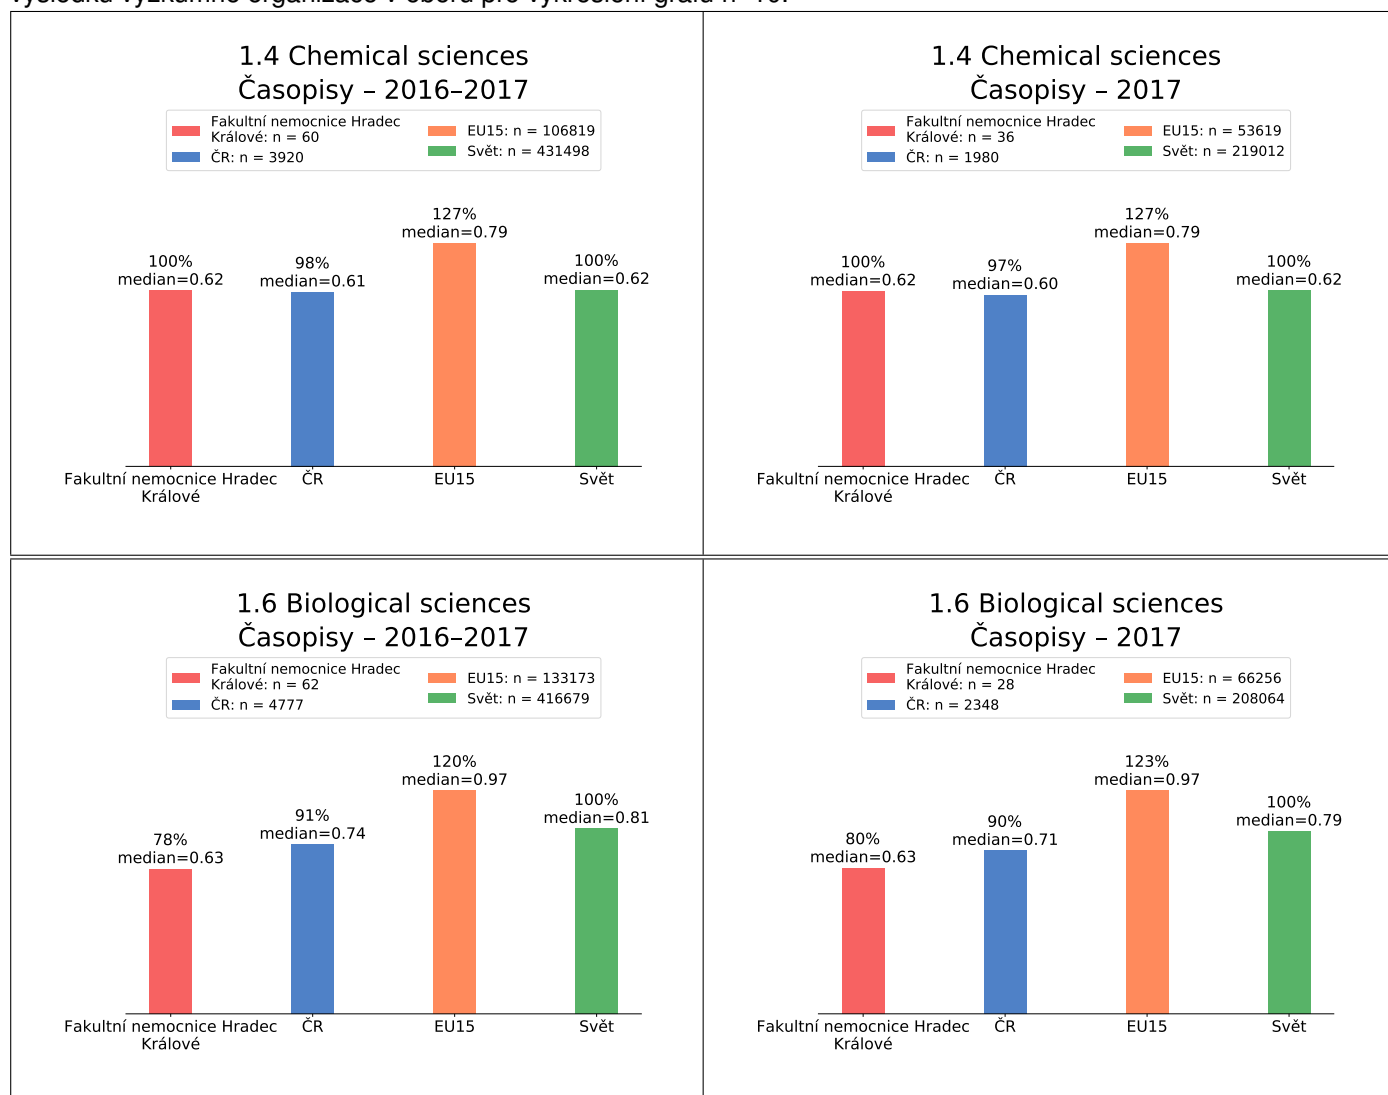 výsledků výzkumné organizace v oboru pro vykreslení grafu n=10.
1.4 Chemical sciences
Časopisy – 2016–2017
Fakultní nemocnice Hradec
Králové: n = 60
ČR: n = 3920
EU15: n = 106819
Svět: n = 431498
100%
median=0.62
98%
median=0.61
127%
median=0.79
100%
median=0.62
Fakultní nemocnice Hradec
Králové
ČR
EU15
Svět
1.4 Chemical sciences
Časopisy – 2017
Fakultní nemocnice Hradec
Králové: n = 36
ČR: n = 1980
EU15: n = 53619
Svět: n = 219012
100%
median=0.62
97%
median=0.60
127%
median=0.79
100%
median=0.62
Fakultní nemocnice Hradec
Králové
ČR
EU15
Svět
1.6 Biological sciences
Časopisy – 2016–2017
Fakultní nemocnice Hradec
Králové: n = 62
ČR: n = 4777
EU15: n = 133173
Svět: n = 416679
78%
median=0.63
91%
median=0.74
120%
median=0.97
100%
median=0.81
Fakultní nemocnice Hradec
Králové
ČR
EU15
Svět
1.6 Biological sciences
Časopisy – 2017
Fakultní nemocnice Hradec
Králové: n = 28
ČR: n = 2348
EU15: n = 66256
Svět: n = 208064
80%
median=0.63
90%
median=0.71
123%
median=0.97
100%
median=0.79
Fakultní nemocnice Hradec
Králové
ČR
EU15
Svět